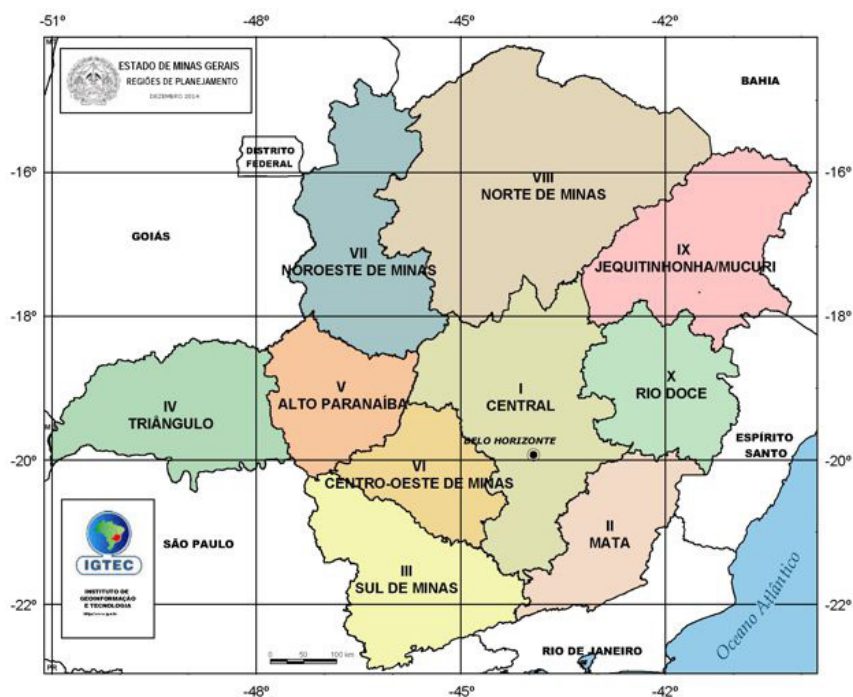 -51º
-48º
-45º
-42º
ESTADO DE MINAS GERAIS
REGIÕES DE PLANEJAMENTO
DEZEMBRO 2014
BAHIA
DISTRITO
FEDERAL
-16º
-16º
VIII
NORTE DE MINAS
GOIÁS
IX
JEQUITINHONHA/MUCURI
VII
NOROESTE DE MINAS
-18º
-18º
V
ALTO PARANAÍBA
I
CENTRAL
X
RIO DOCE
IV
TRIÂNGULO
BELO HORIZONTE
ESPÍRITO
SANTO
-20º
-20º
VI
CENTRO-OESTE DE MINAS
SÃO PAULO
II
MATA
IGTEC
INSTITUTO DE
GEOINFORMAÇÃO
E TECNOLOGIA
III
SUL DE MINAS
-22º
-22º
Oceano Atlântico
RIO DE JANEIRO
0 50 100 km
PR
-48º
-45º
-42º